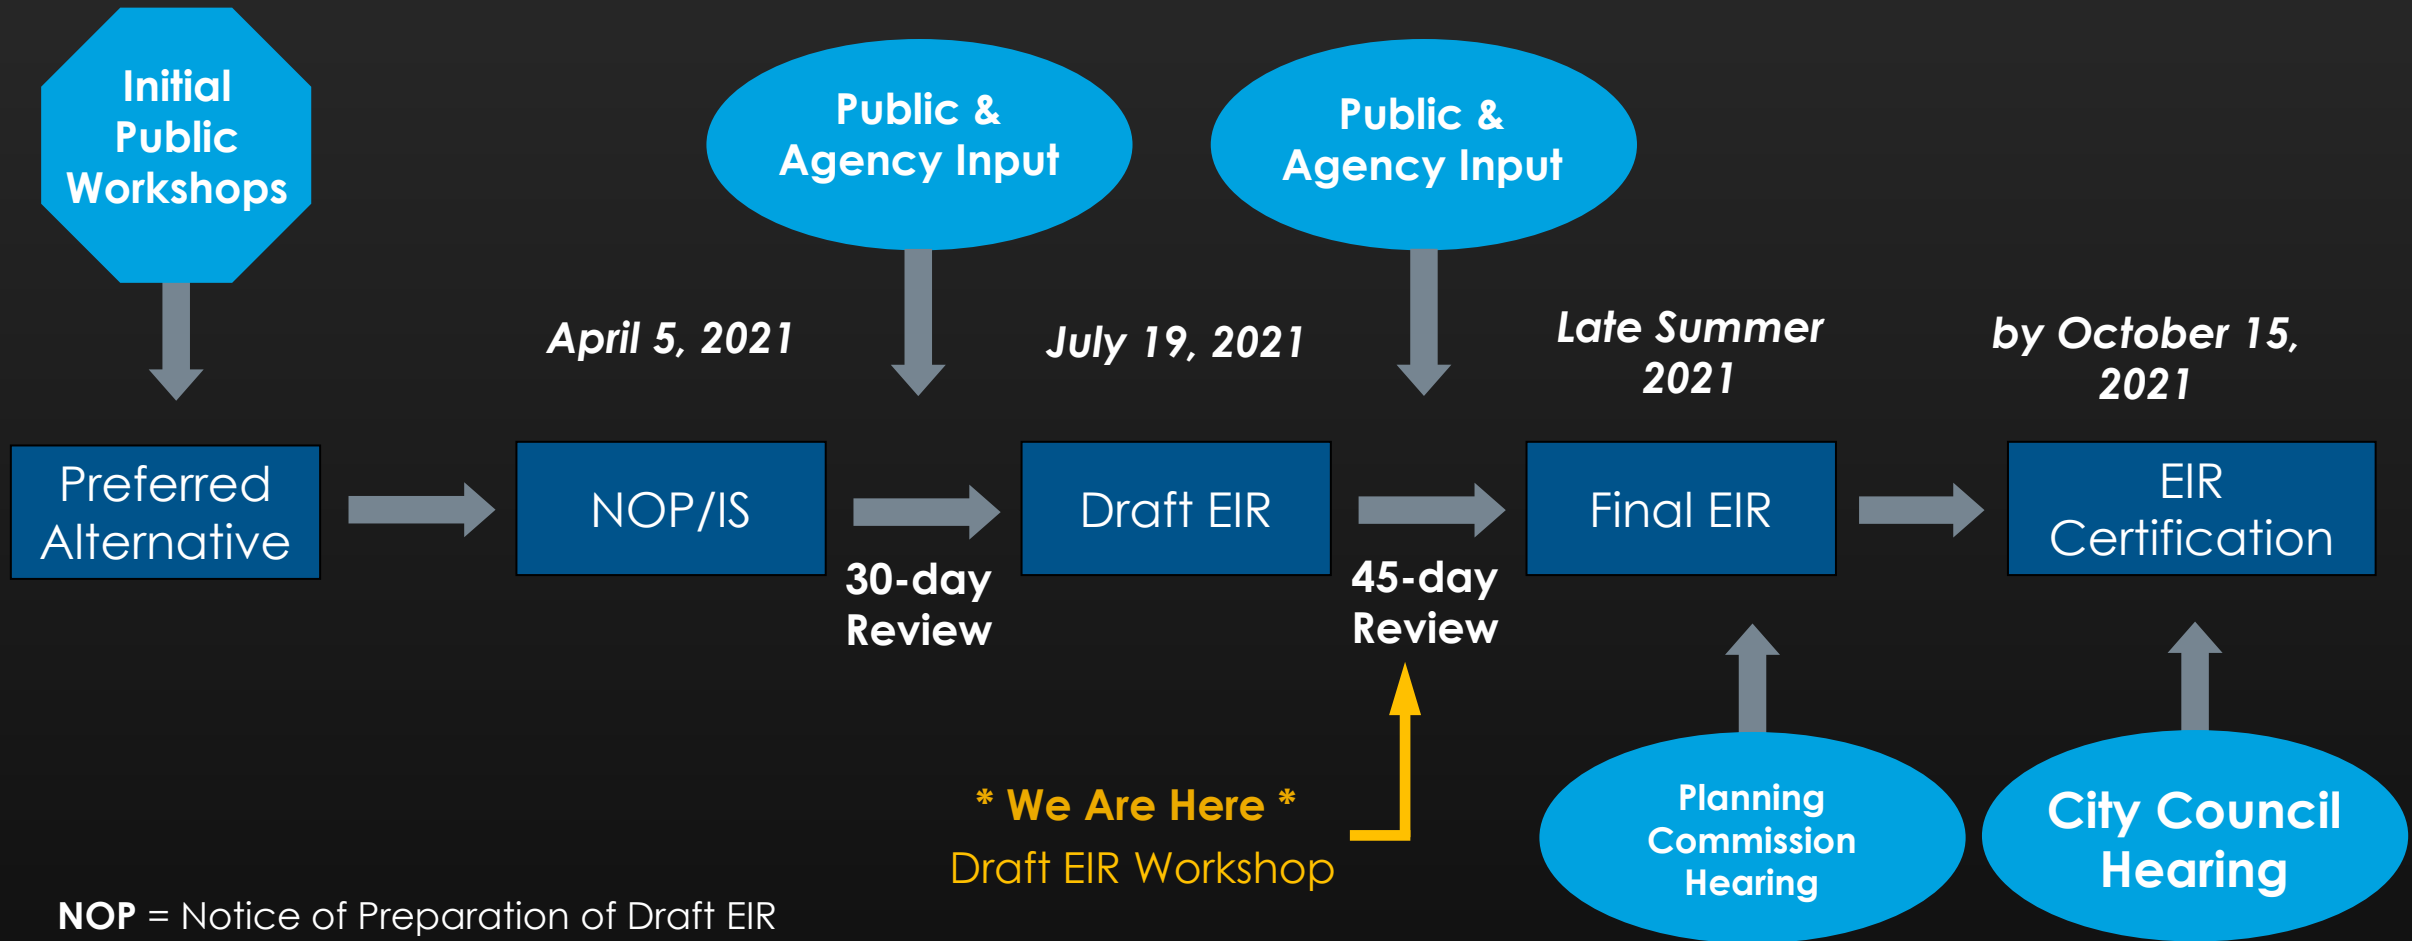 Initial
Public
Workshops
Public &
Agency Input
Public &
Agency Input
April 5, 2021
July 19, 2021
Late Summer
2021
by October 15,
2021
Preferred
Alternative
NOP/IS
Draft EIR
Final EIR
EIR
Certification
30-day
Review
45-day
Review
* We Are Here *
Draft EIR Workshop
Planning
Commission
Hearing
City Council
Hearing
NOP = Notice of Preparation of Draft EIR